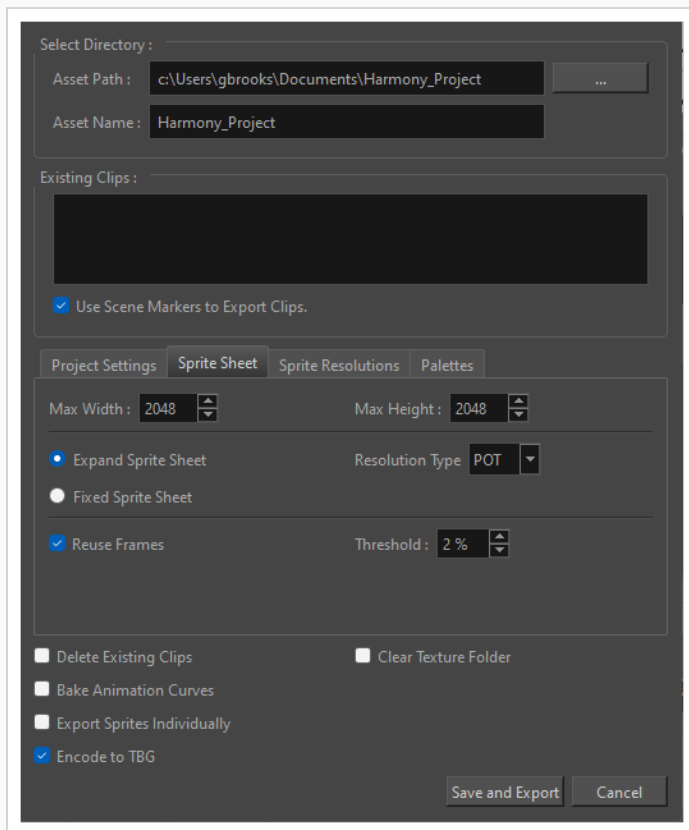 Select Directory :
Asset Path : c:\Users\gbrooks\Documents\Harmony_Project ...
Asset Name : Harmony_Project
Existing Clips :
Use Scene Markers to Export Clips.
Project Settings Sprite Sheet Sprite Resolutions Palettes
Max Width : 2048 Max Height : 2048
Expand Sprite Sheet Resolution Type POT
Fixed Sprite Sheet
Reuse Frames Threshold : 2 %
Delete Existing Clips Clear Texture Folder
Bake Animation Curves
Export Sprites Individually
Encode to TBG
Save and Export Cancel